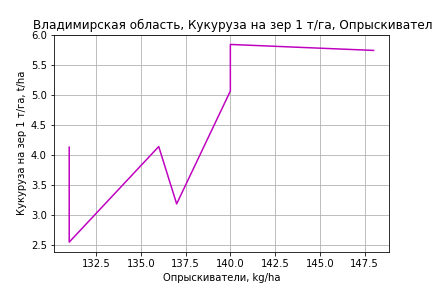 Владимирская область, Кукуруза на зер 1 т/га, Опрыскивател
6.0
5.5
5.0
4.5
4.0
3.5
3.0
2.5
Кукуруза на зер 1 т/га, t/ha
132.5 135.0 137.5 140.0 142.5 145.0 147.5
Опрыскиватели, kg/ha